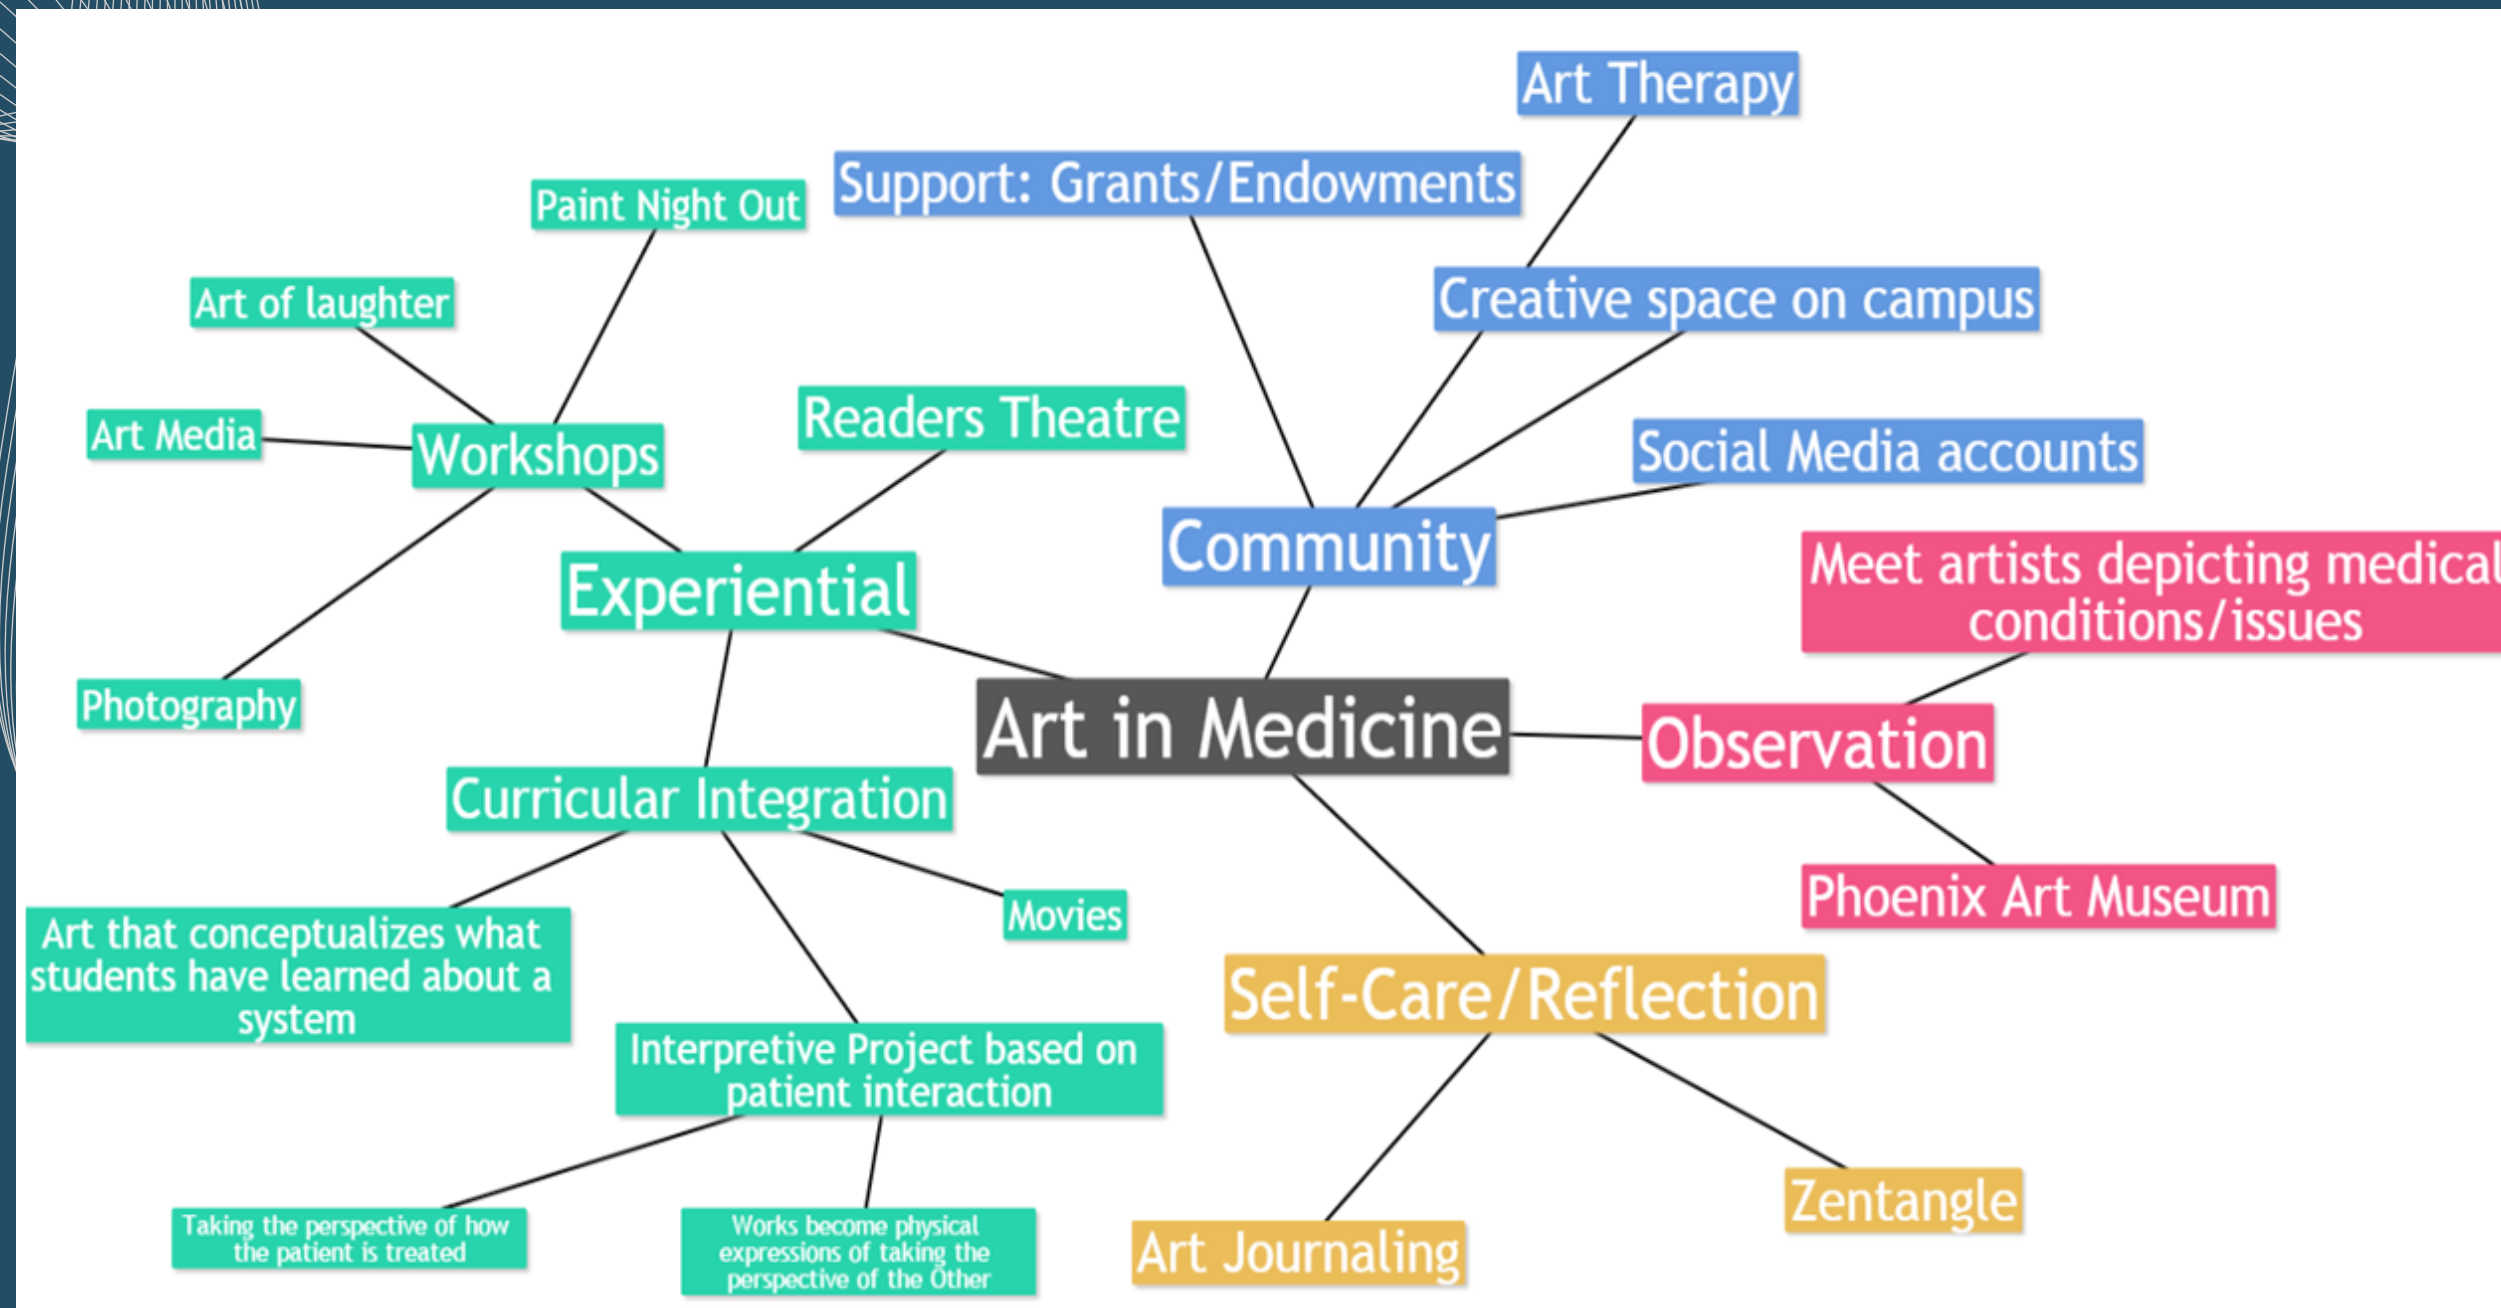 Art Therapy
Support: Grants/Endowments
Paint Night Out
Art of laughter
Creative space on campus
Readers Theatre
Art Media
Workshops
Social Media accounts
Community
Experiential
Meet artists depicting medical
conditions/issues
Photography
Art in Medicine
Observation
Curricular Integration
Phoenix Art Museum
Movies
Art that conceptualizes what
students have learned about a
system
Self-Care/Reflection
Interpretive Project based on
patient interaction
Zentangle
Taking the perspective of how
the patient is treated
Works become physical
expressions of taking the
perspective of the Other
Art Journaling